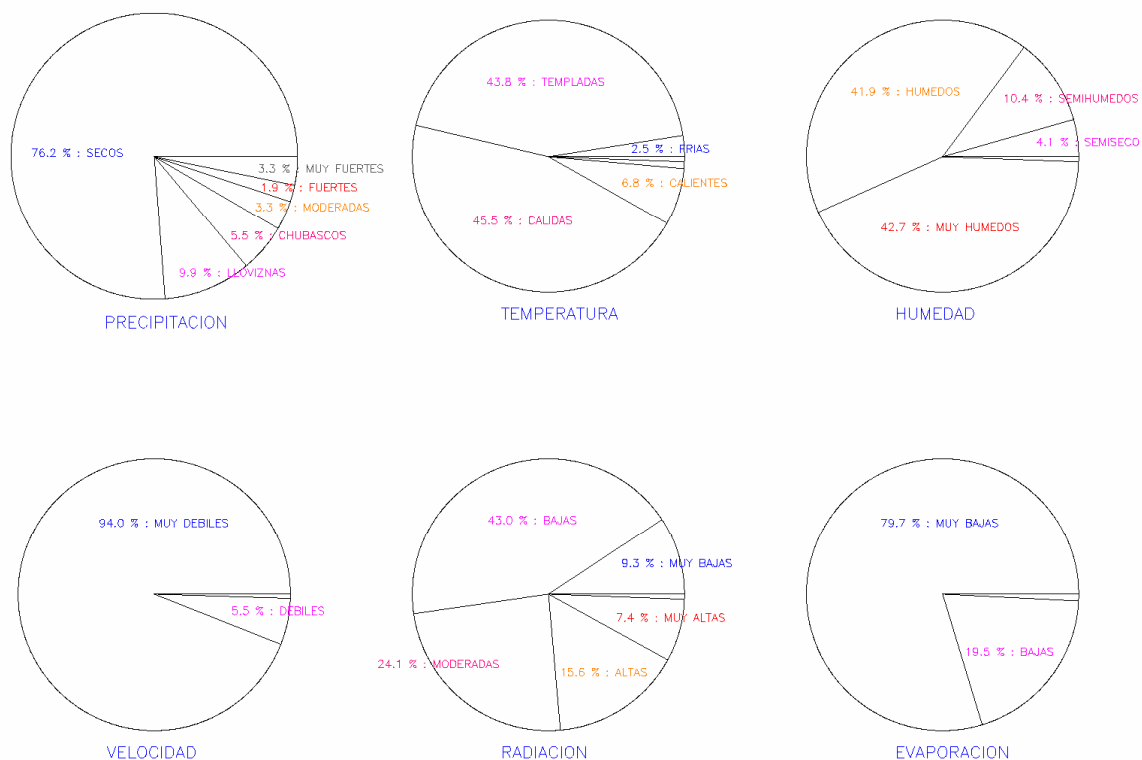 43.8 % : TEMPLADAS
41.9 % : HUMEDOS
10.4 % : SEMIHUMEDOS
76.2 % : SECOS
2.5 % : FRIAS
4.1 % : SEMISECO
3.3 % : MUY FUERTES
1.9 % : FUERTES
6.8 % : CALIENTES
3.3 % : MODERADAS
45.5 % : CALIDAS
42.7 % : MUY HUMEDOS
5.5 % : CHUBASCOS
9.9 % : LLOVIZNAS
PRECIPITACION
TEMPERATURA
HUMEDAD
94.0 % : MUY DEBILES
43.0 % : BAJAS
79.7 % : MUY BAJAS
9.3 % : MUY BAJAS
5.5 % : DEBILES
7.4 % : MUY ALTAS
24.1 % : MODERADAS
15.6 % : ALTAS
19.5 % : BAJAS
VELOCIDAD
RADIACION
EVAPORACION